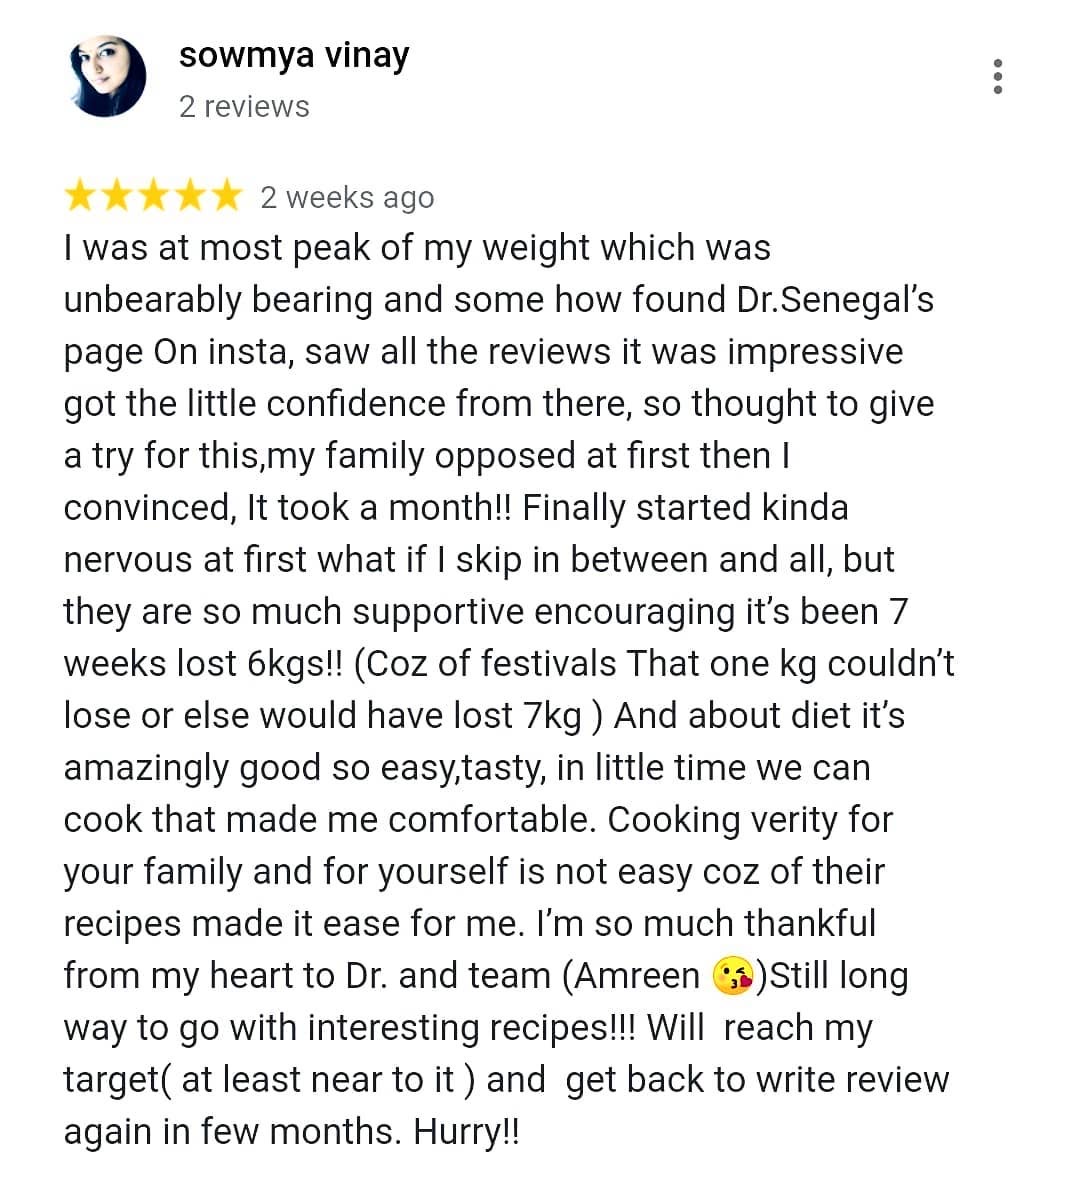 sowmya vinay
2 reviews
2 weeks ago
I was at most peak of my weight which was
unbearably bearing and some how found Dr.Senegal's
page On insta, saw all the reviews it was impressive
got the little confidence from there, so thought to give
a try for this,my family opposed at first then I
convinced, It took a month!! Finally started kinda
nervous at first what if I skip in between and all, but
they are so much supportive encouraging it's been 7
weeks lost 6kgs!! (Coz of festivals That one kg couldn't
lose or else would have lost 7kg ) And about diet it's
amazingly good so easy,tasty, in little time we can
cook that made me comfortable. Cooking verity for
your family and for yourself is not easy coz of their
recipes made it ease for me. I'm so much thankful
from my heart to Dr. and team (Amreen 😘)Still long
way to go with interesting recipes!!! Will  reach my
target( at least near to it ) and  get back to write review
again in few months. Hurry!!